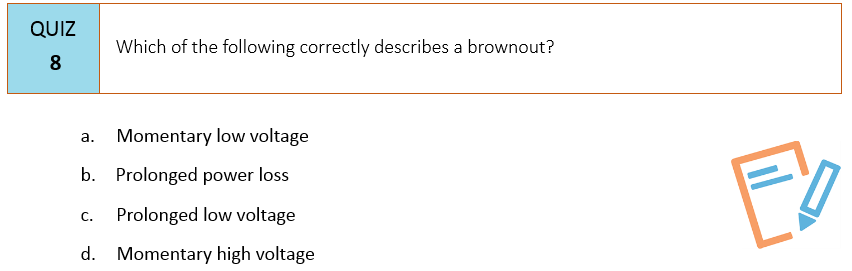 QUIZ
8
Which of the following correctly describes a brownout?
a. Momentary low voltage
b. Prolonged power loss
c. Prolonged low voltage
d. Momentary high voltage